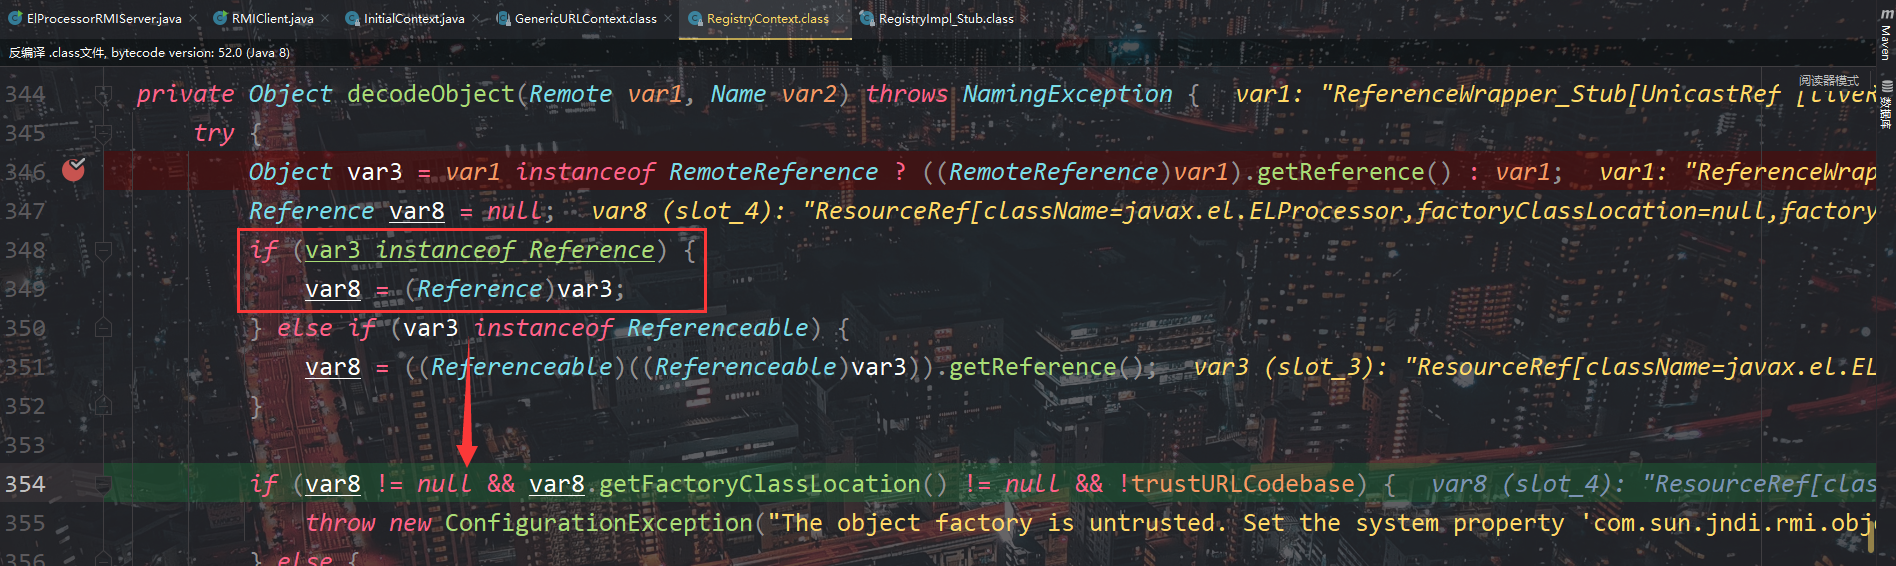 ElProcessorRMIServer.java RMIClient.java InitialContext.java GenericURLContext.class RegistryContext.class RegistryImpl_Stub.class
反编译 .class文件, bytecode version: 52.0 (Java 8)
阅读器模式
Maven
数据库
344 private Object decodeObject(Remote var1, Name var2) throws NamingException { var1: "ReferenceWrapper_Stub[UnicastRef [liveR
345 try {
346 Object var3 = var1 instanceof RemoteReference ? ((RemoteReference)var1).getReference() : var1; var1: "ReferenceWrap
347 Reference var8 = null; var8 (slot_4): "ResourceRef[className=javax.el.ELProcessor,factoryClassLocation=null,factory
348 if (var3 instanceof Reference) {
349 var8 = (Reference)var3;
350 } else if (var3 instanceof Referenceable) {
351 var8 = ((Referenceable)((Referenceable)var3)).getReference(); var3 (slot_3): "ResourceRef[className=javax.el.EL
352 }
353
354 if (var8 != null && var8.getFactoryClassLocation() != null && !trustURLCodebase) { var8 (slot_4): "ResourceRef[clas
355 throw new ConfigurationException("The object factory is untrusted. Set the system property 'com.sun.jndi.rmi.obj
356 } else {